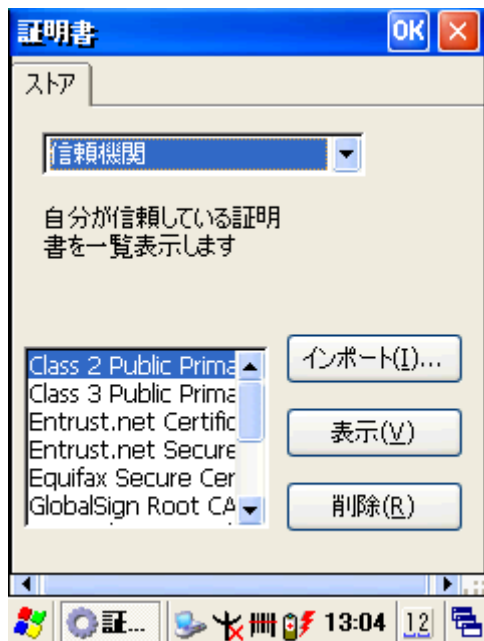 証明書
OK
ストア
信頼機関
自分が信頼している証明
書を一覧表示します
Class 2 Public Prima
Class 3 Public Prima
Entrust.net Certific
Entrust.net Secure
Equifax Secure Cer
GlobalSign Root CA
インポート(I)...
表示(V)
削除(R)
証...
13:04
12